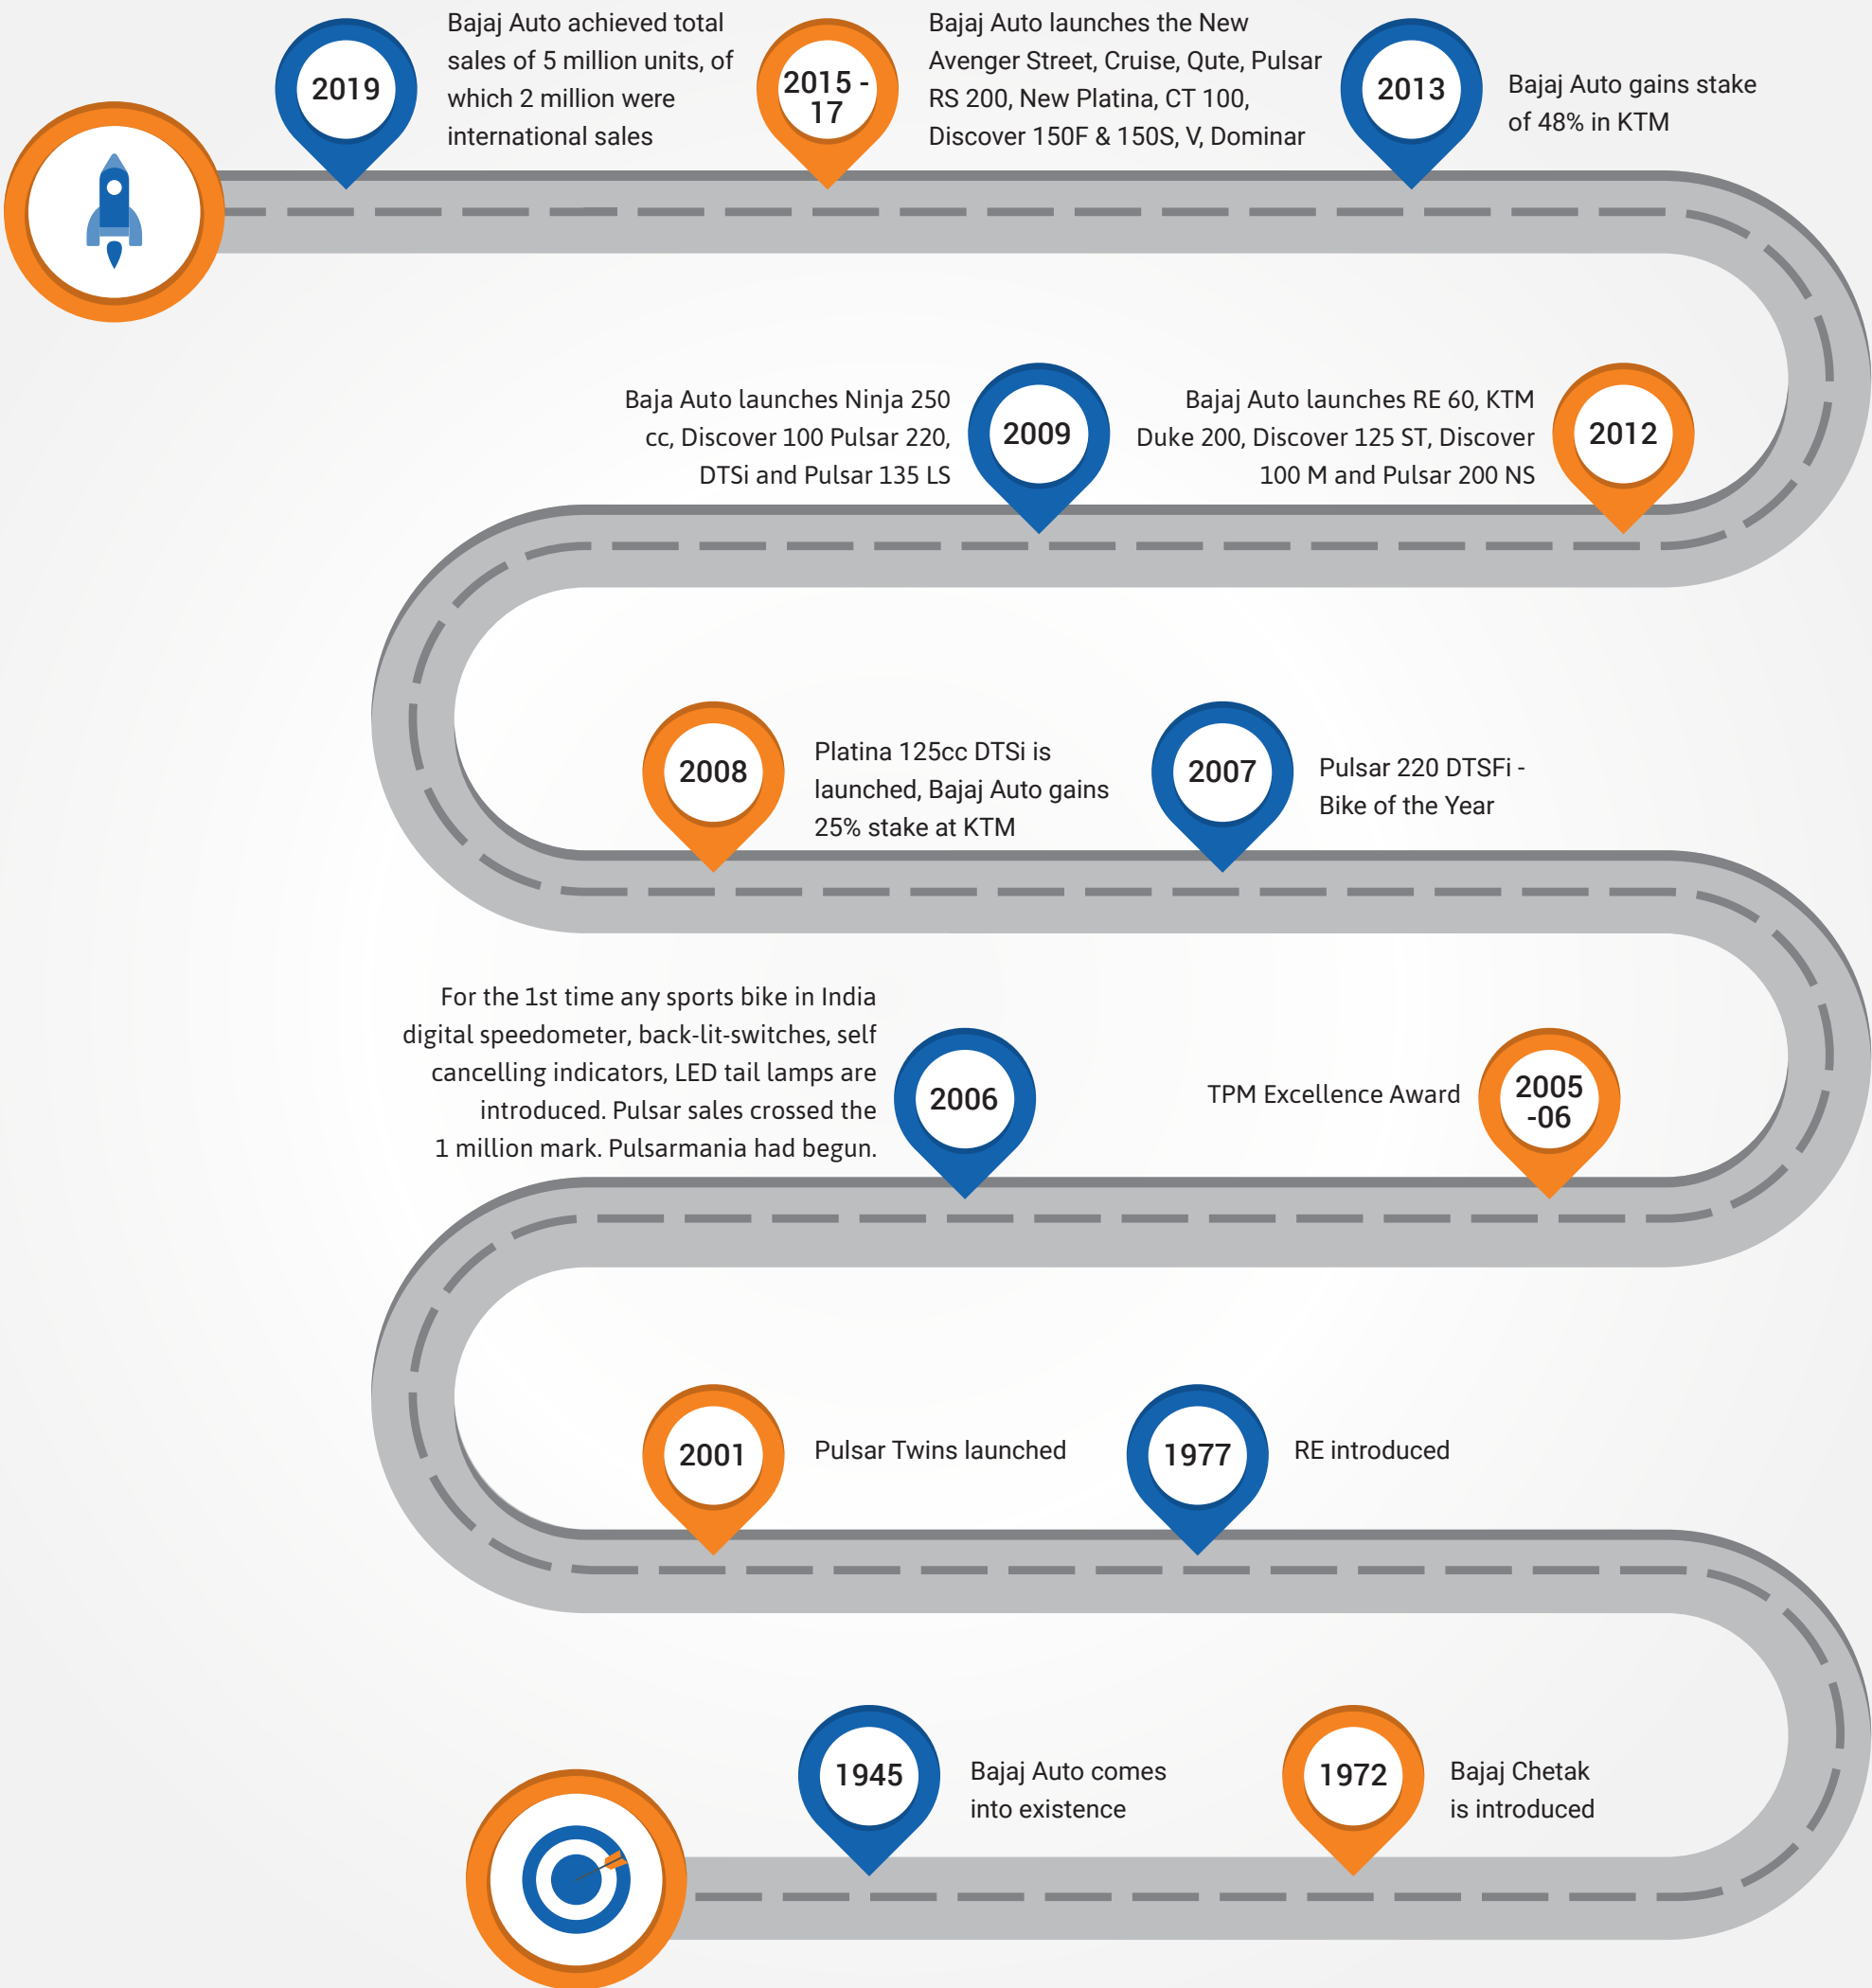 2019
Bajaj Auto achieved total
sales of 5 million units, of
which 2 million were
international sales
2015 -
17
Bajaj Auto launches the New
Avenger Street, Cruise, Qute, Pulsar
RS 200, New Platina, CT 100,
Discover 150F & 150S, V, Dominar
2013
Bajaj Auto gains stake
of 48% in KTM
Baja Auto launches Ninja 250
cc, Discover 100 Pulsar 220,
DTSi and Pulsar 135 LS
2009
Bajaj Auto launches RE 60, KTM
Duke 200, Discover 125 ST, Discover
100 M and Pulsar 200 NS
2012
2008
Platina 125cc DTSi is
launched, Bajaj Auto gains
25% stake at KTM
2007
Pulsar 220 DTSFi -
Bike of the Year
For the 1st time any sports bike in India
digital speedometer, back-lit-switches, self
cancelling indicators, LED tail lamps are
introduced. Pulsar sales crossed the
1 million mark. Pulsarmania had begun.
2006
TPM Excellence Award
2005
-06
2001
Pulsar Twins launched
1977
RE introduced
1945
Bajaj Auto comes
into existence
1972
Bajaj Chetak
is introduced